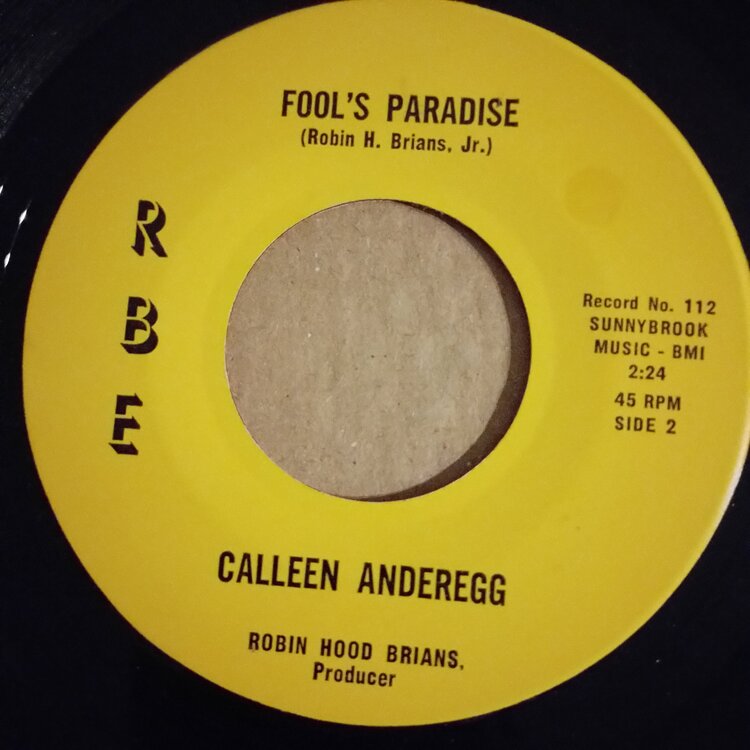 FOOL'S PARADISE
(Robin H. Brians, Jr.)
R
B
E
Record No. 112
SUNNYBROOK
MUSIC - BMI
2:24
45 RPM
SIDE 2
CALLEEN ANDEREGG
ROBIN HOOD BRIANS,
Producer